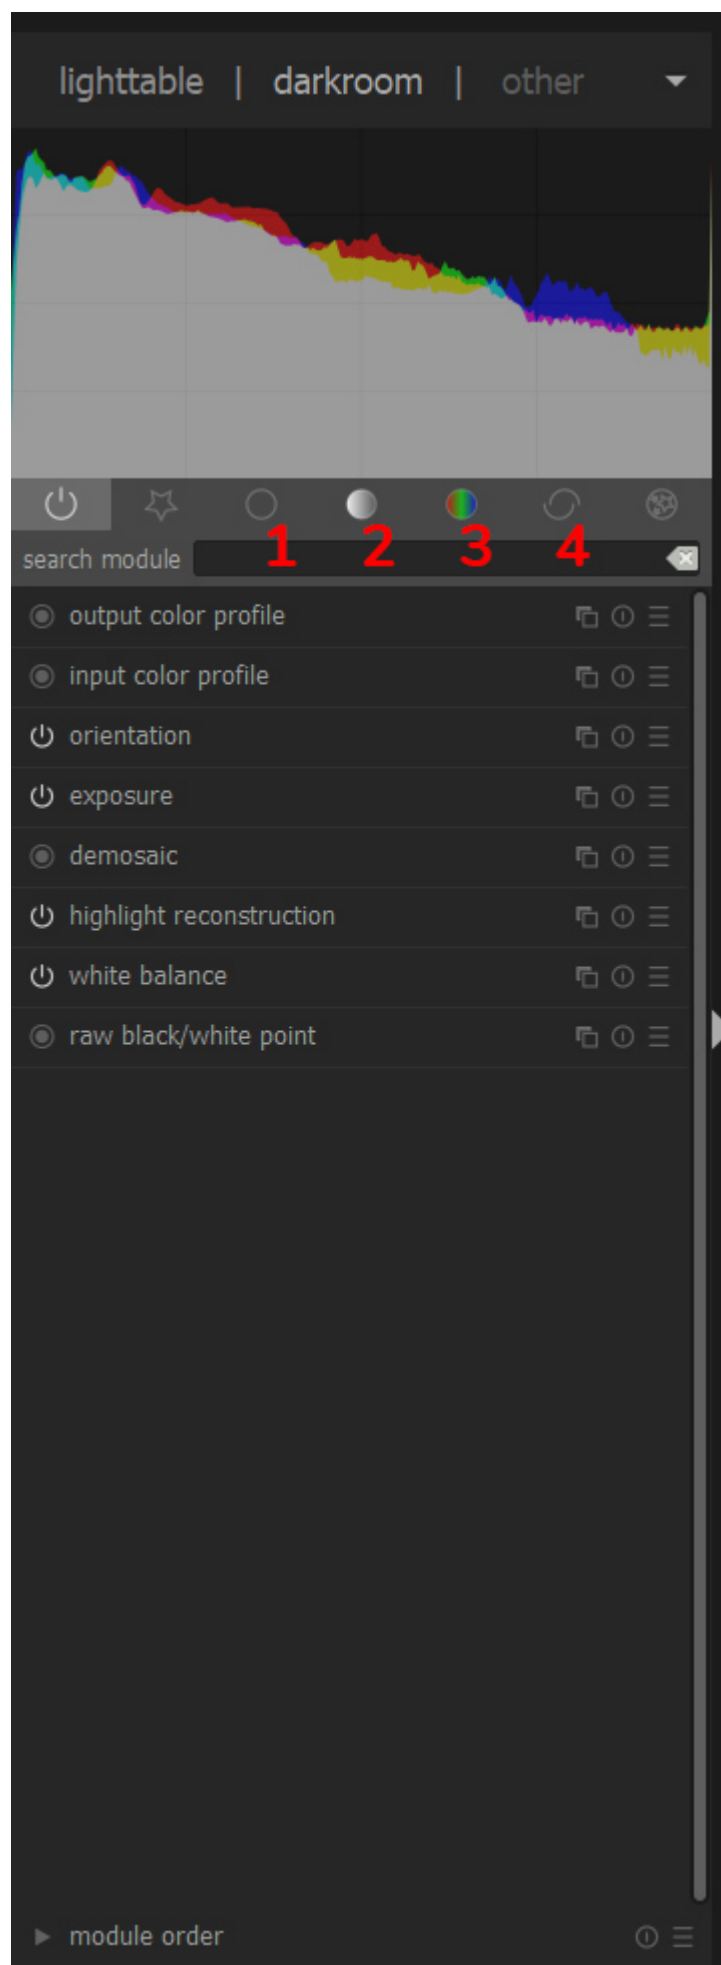 lighttable | darkroom | other
1 2 3 4
search module
output color profile
input color profile
orientation
exposure
demosaic
highlight reconstruction
white balance
raw black/white point
module order